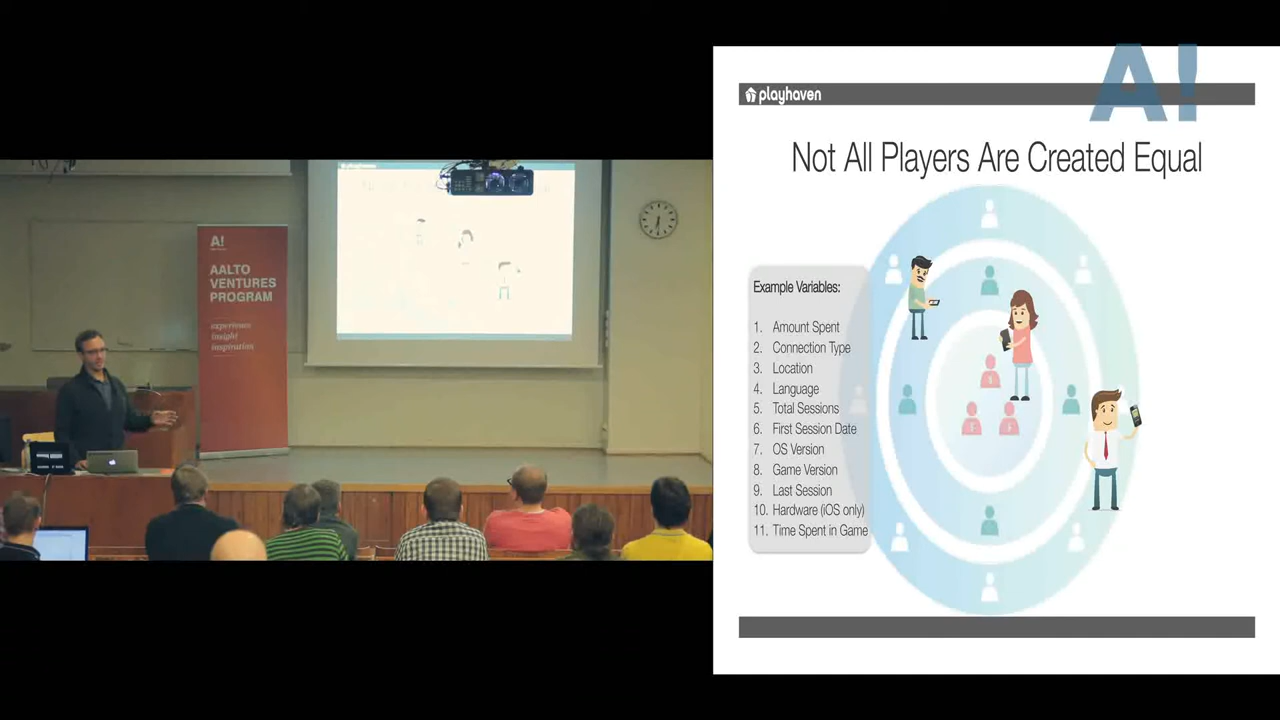 A!
AALTO
VENTURES
PROGRAM
experience
insight
inspiration
playhaven
A!
Not All Players Are Created Equal
Example Variables:
1. Amount Spent
2. Connection Type
3. Location
4. Language
5. Total Sessions
6. First Session Date
7. OS Version
8. Game Version
9. Last Session
10. Hardware (iOS only)
11. Time Spent in Game